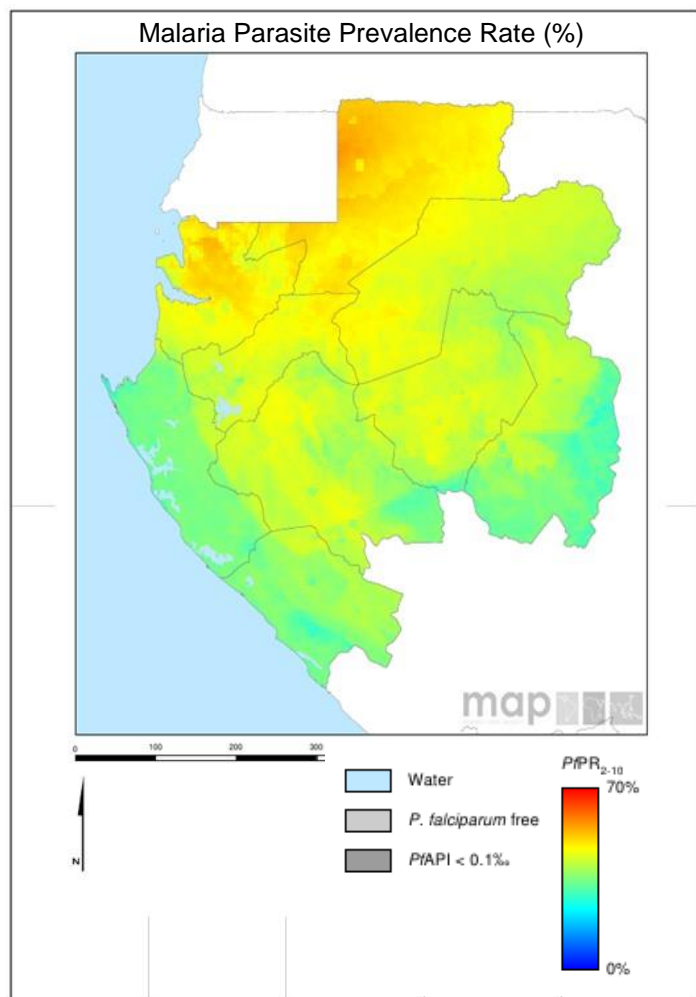 Malaria Parasite Prevalence Rate (%)
map
0 100 200 300
N
Water
P. falciparum free
PfAPI < 0.1‰
PfPR2-10
70%
0%